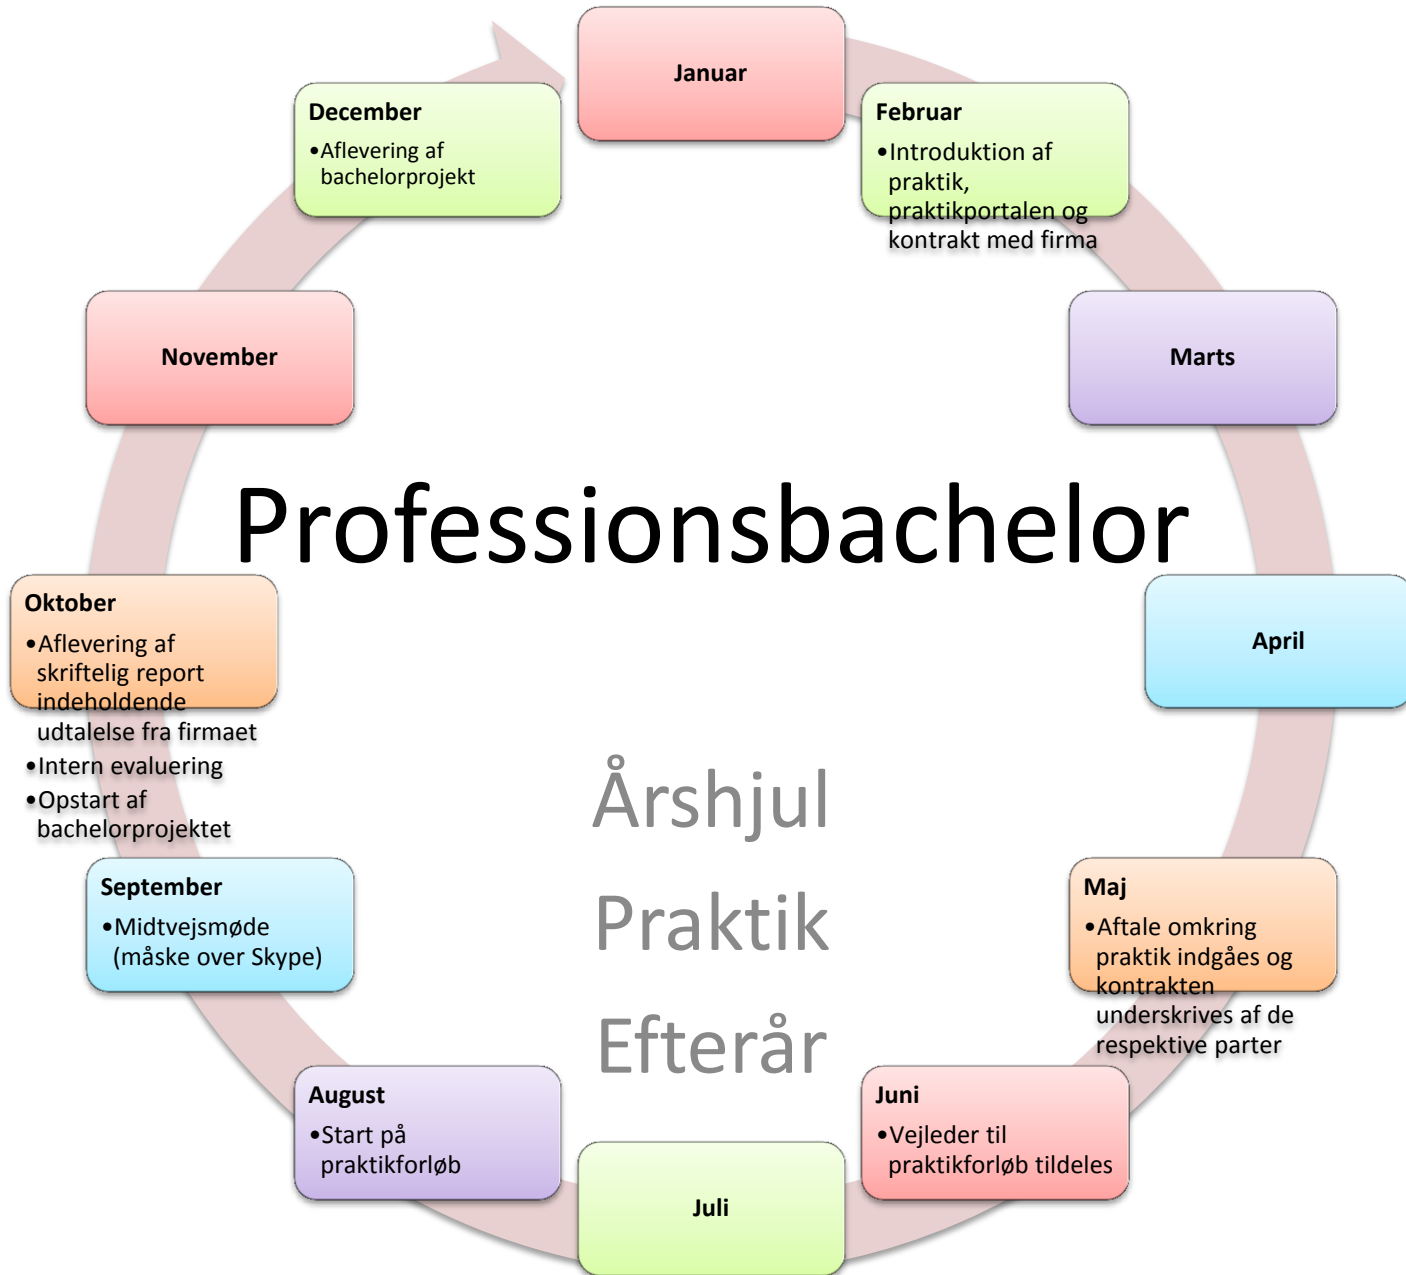 Januar
Februar
•Introduktion af
praktik,
praktikportalen og
kontrakt med firma
Marts
April
Maj
•Aftale omkring
praktik indgåes og
kontrakten
underskrives af de
respektive parter
Juni
•Vejleder til
praktikforløb tildeles
Juli
August
•Start på
praktikforløb
September
•Midtvejsmøde
(måske over Skype)
Oktober
•Aflevering af
skriftelig report
indeholdende
udtalelse fra firmaet
•Intern evaluering
•Opstart af
bachelorprojektet
November
December
•Aflevering af
bachelorprojekt
Professionsbachelor
Årshjul
Praktik
Efterår